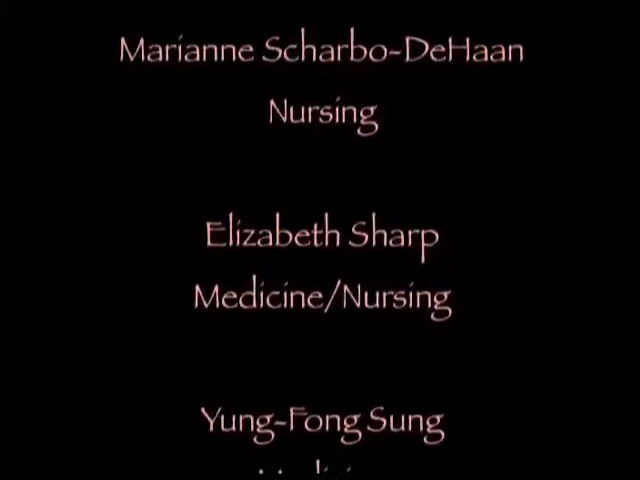 Marianne Scharbo-DeHaan
Nursing
Elizabeth Sharp
Medicine/Nursing
Yung-Fong Sung